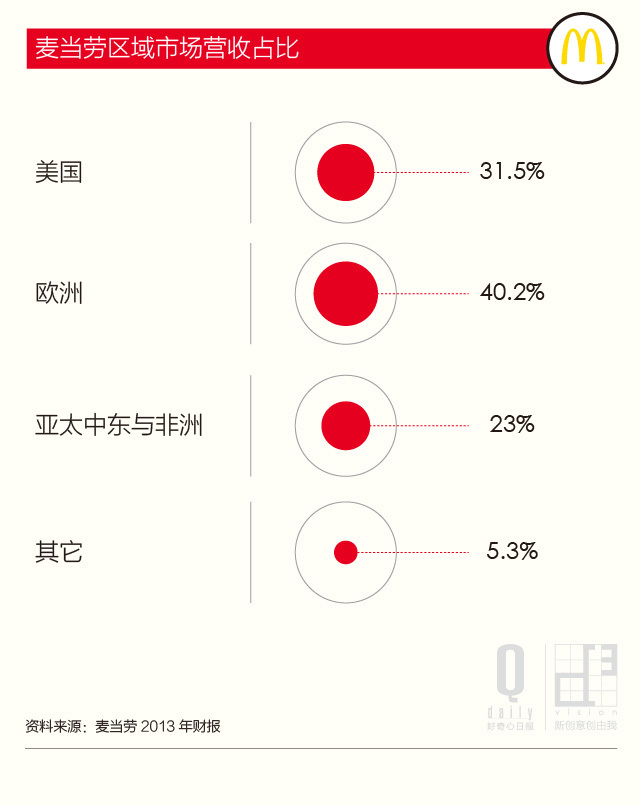 麦当劳区域市场营收占比
美国
31.5%
欧洲
40.2%
亚太中东与非洲
23%
其它
5.3%
Q
daily
好奇心日报
vision
新创意创由我
资料来源：麦当劳 2013 年财报